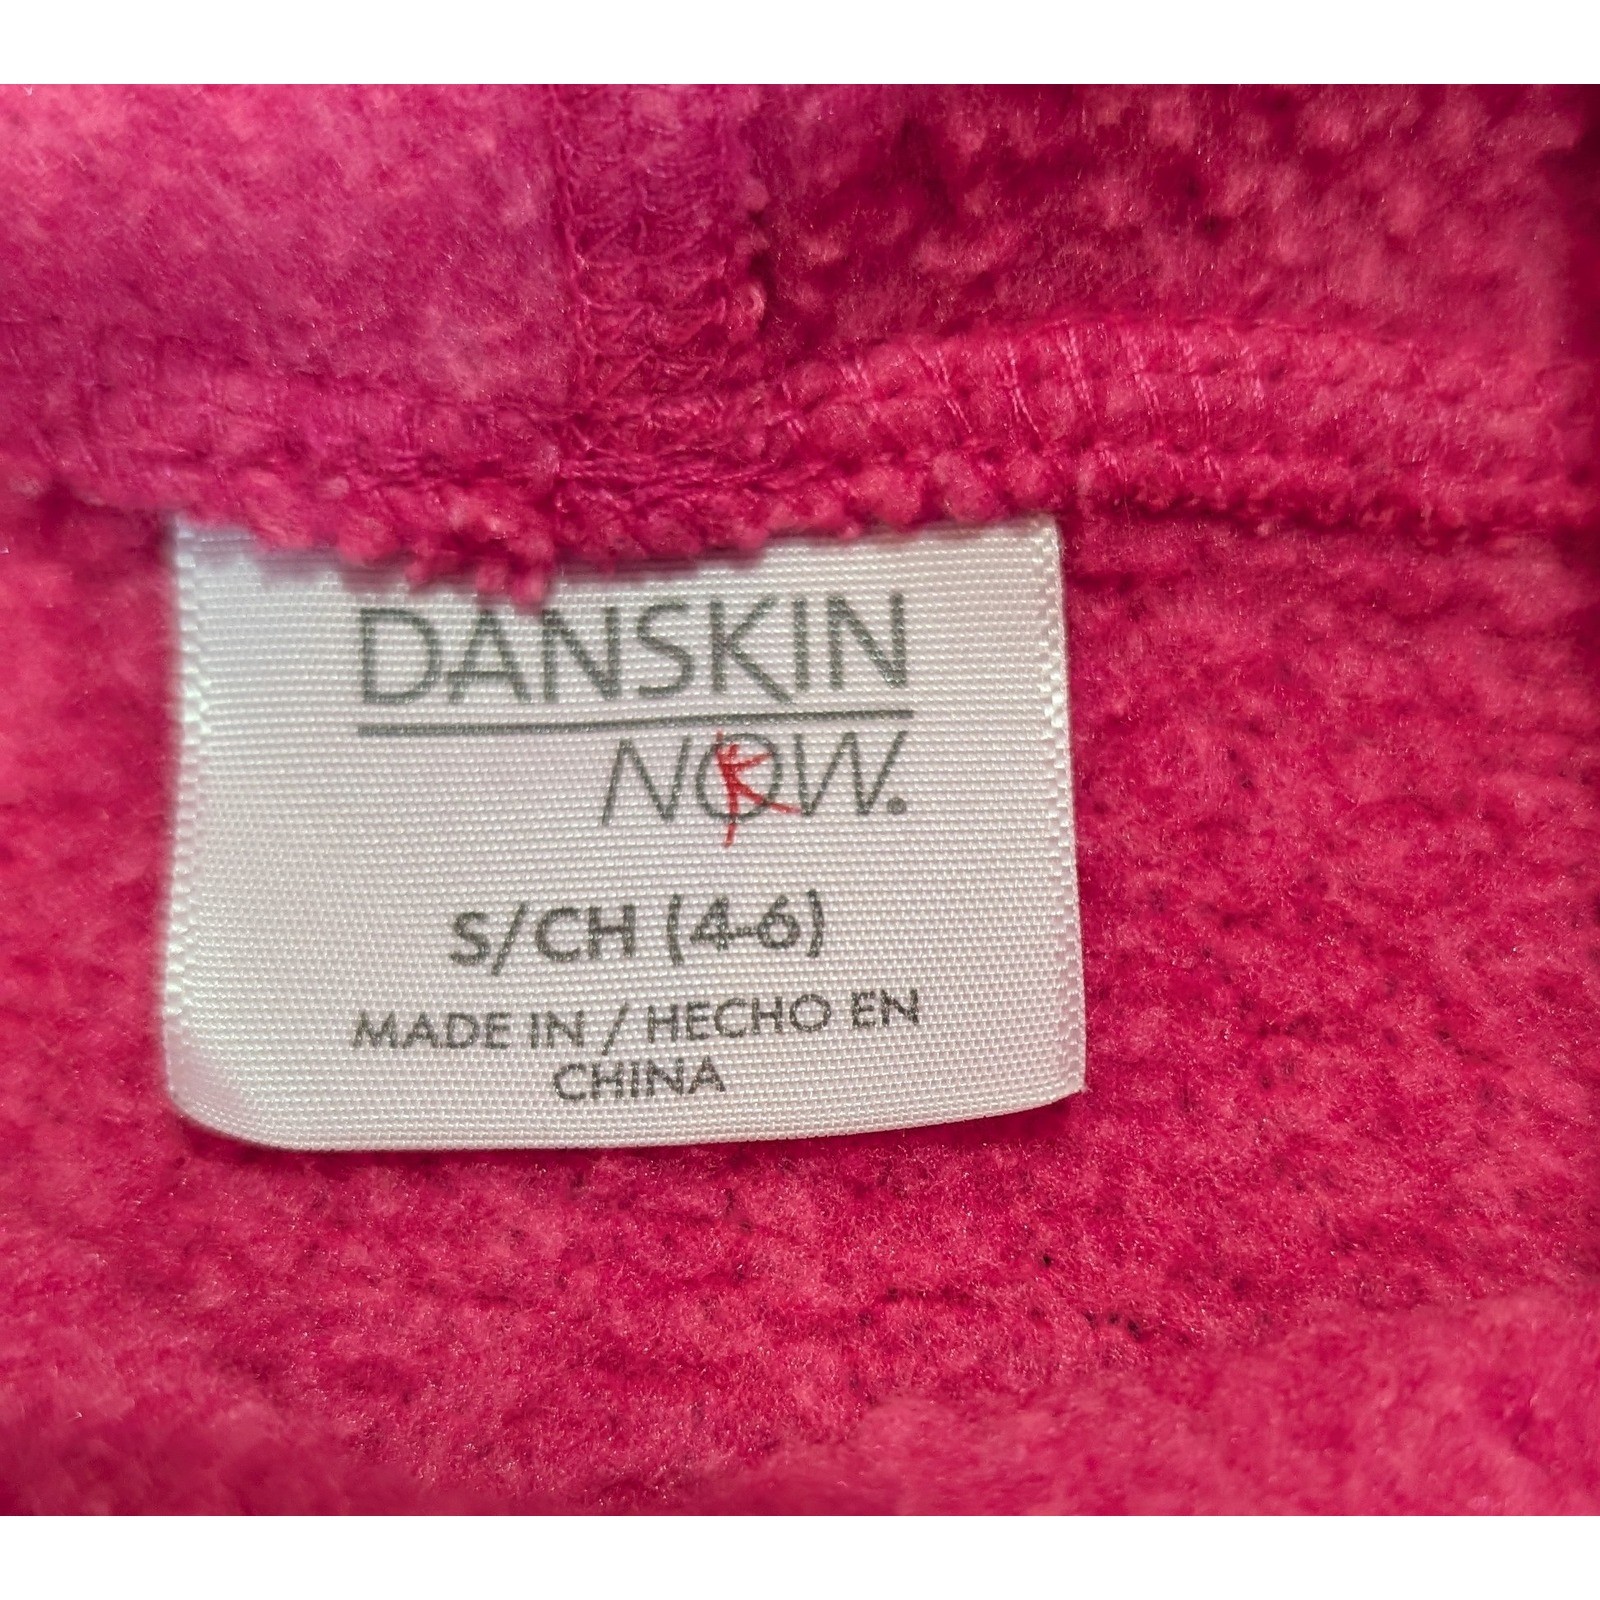 DANSKIN
NOW.
K
S/CH (4-6)
MADE IN / HECHO EN
CHINA